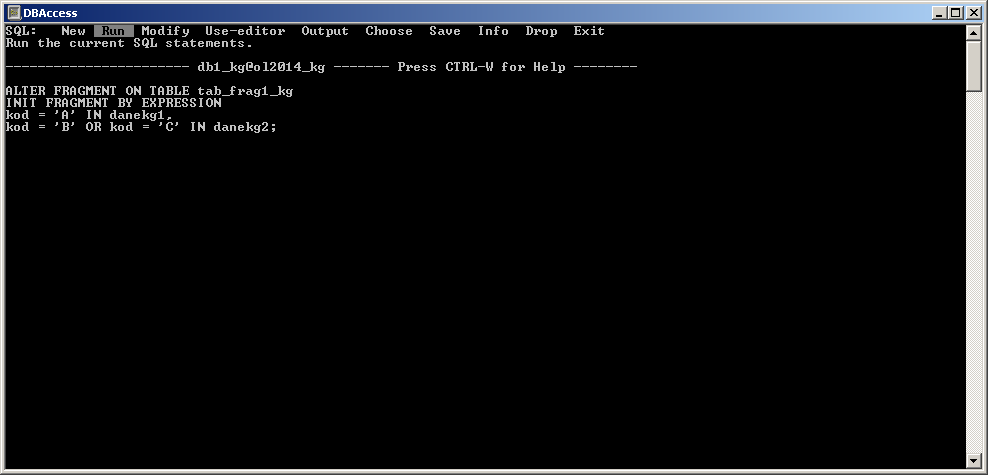 DBAccess
SQL:   New  Run  Modify  Use-editor  Output  Choose  Save  Info  Drop  Exit
Run the current SQL statements.
----------------------- db1_kg@ol2014_kg ------- Press CTRL-W for Help --------
ALTER FRAGMENT ON TABLE tab_frag1_kg
INIT FRAGMENT BY EXPRESSION
kod = 'A' IN danekg1,
kod = 'B' OR kod = 'C' IN danekg2;